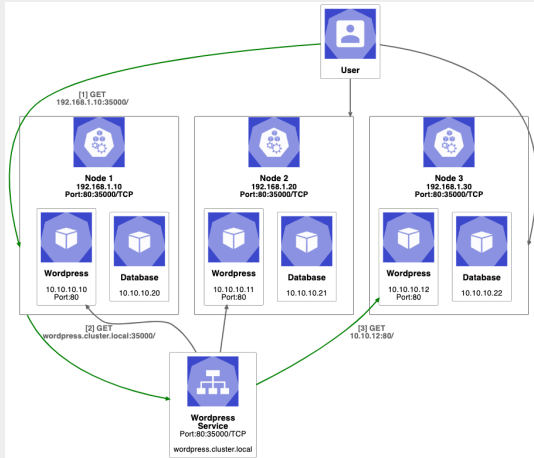 User
[1] GET
192.168.1.10:35000/
Node 1
192.168.1.10
Port:80:35000/TCP
Node 2
192.168.1.20
Port:80:35000/TCP
Node 3
192.168.1.30
Port:80:35000/TCP
Wordpress
10.10.10.10
Port:80
Database
10.10.10.20
Wordpress
10.10.10.11
Port:80
Database
10.10.10.21
Wordpress
10.10.10.12
Port:80
Database
10.10.10.22
[2] GET
wordpress.cluster.local:35000/
[3] GET
10.10.12:80/
Wordpress
Service
Port:80:35000/TCP
wordpress.cluster.local